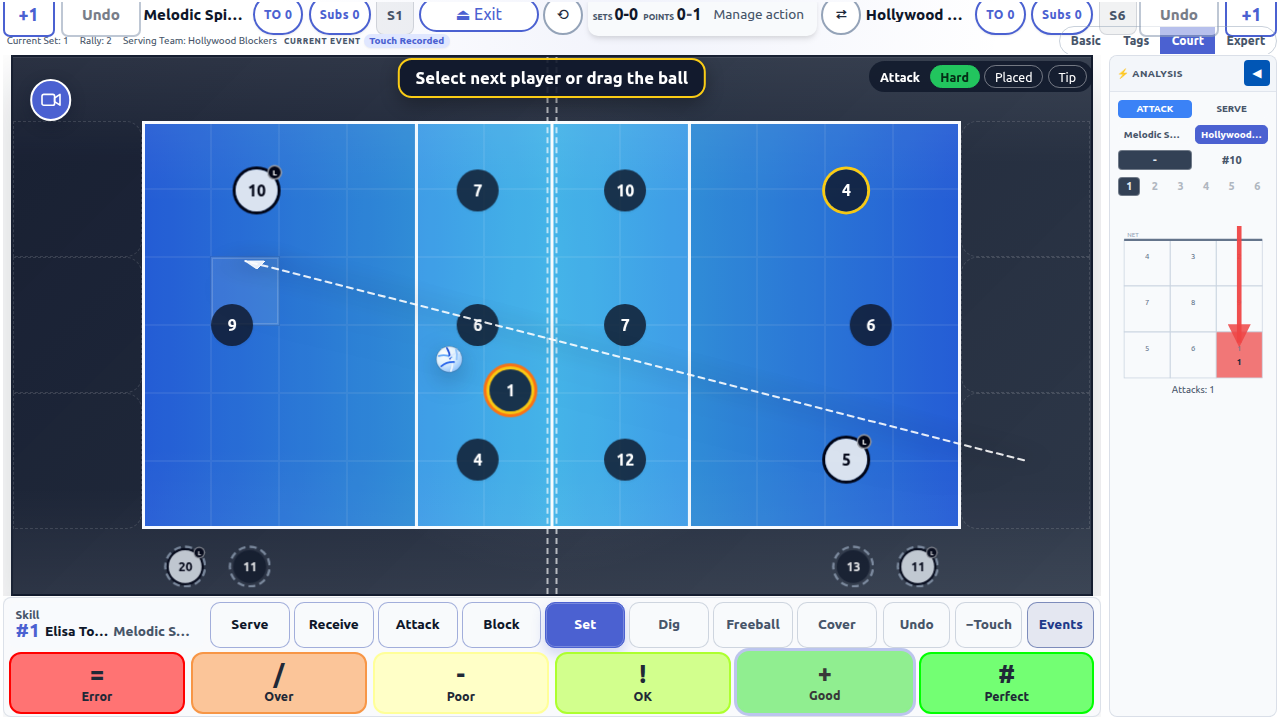 +1 Undo Melodic Spi... TO 0 Subs 0 S1 ⏏ Exit ⟲ SETS 0-0 POINTS 0-1 Manage action ⇄ Hollywood ... TO 0 Subs 0 S6 Undo +1
Current Set: 1 Rally: 2 Serving Team: Hollywood Blockers CURRENT EVENT Touch Recorded Basic Tags Court Expert
Select next player or drag the ball
Attack Hard Placed Tip
10 L 7 10 4
9 6 7 6
1
4 12 5 L
20 L 11 13 11 L
⚡ ANALYSIS ◀
ATTACK SERVE
Melodic S... Hollywood...
- #10
1 2 3 4 5 6
NET
4 3
7 8
5 6 1
Attacks: 1
Skill
#1 Elisa To... Melodic S...
Serve Receive Attack Block Set Dig Freeball Cover Undo −Touch Events
= / - ! + #
Error Over Poor OK Good Perfect